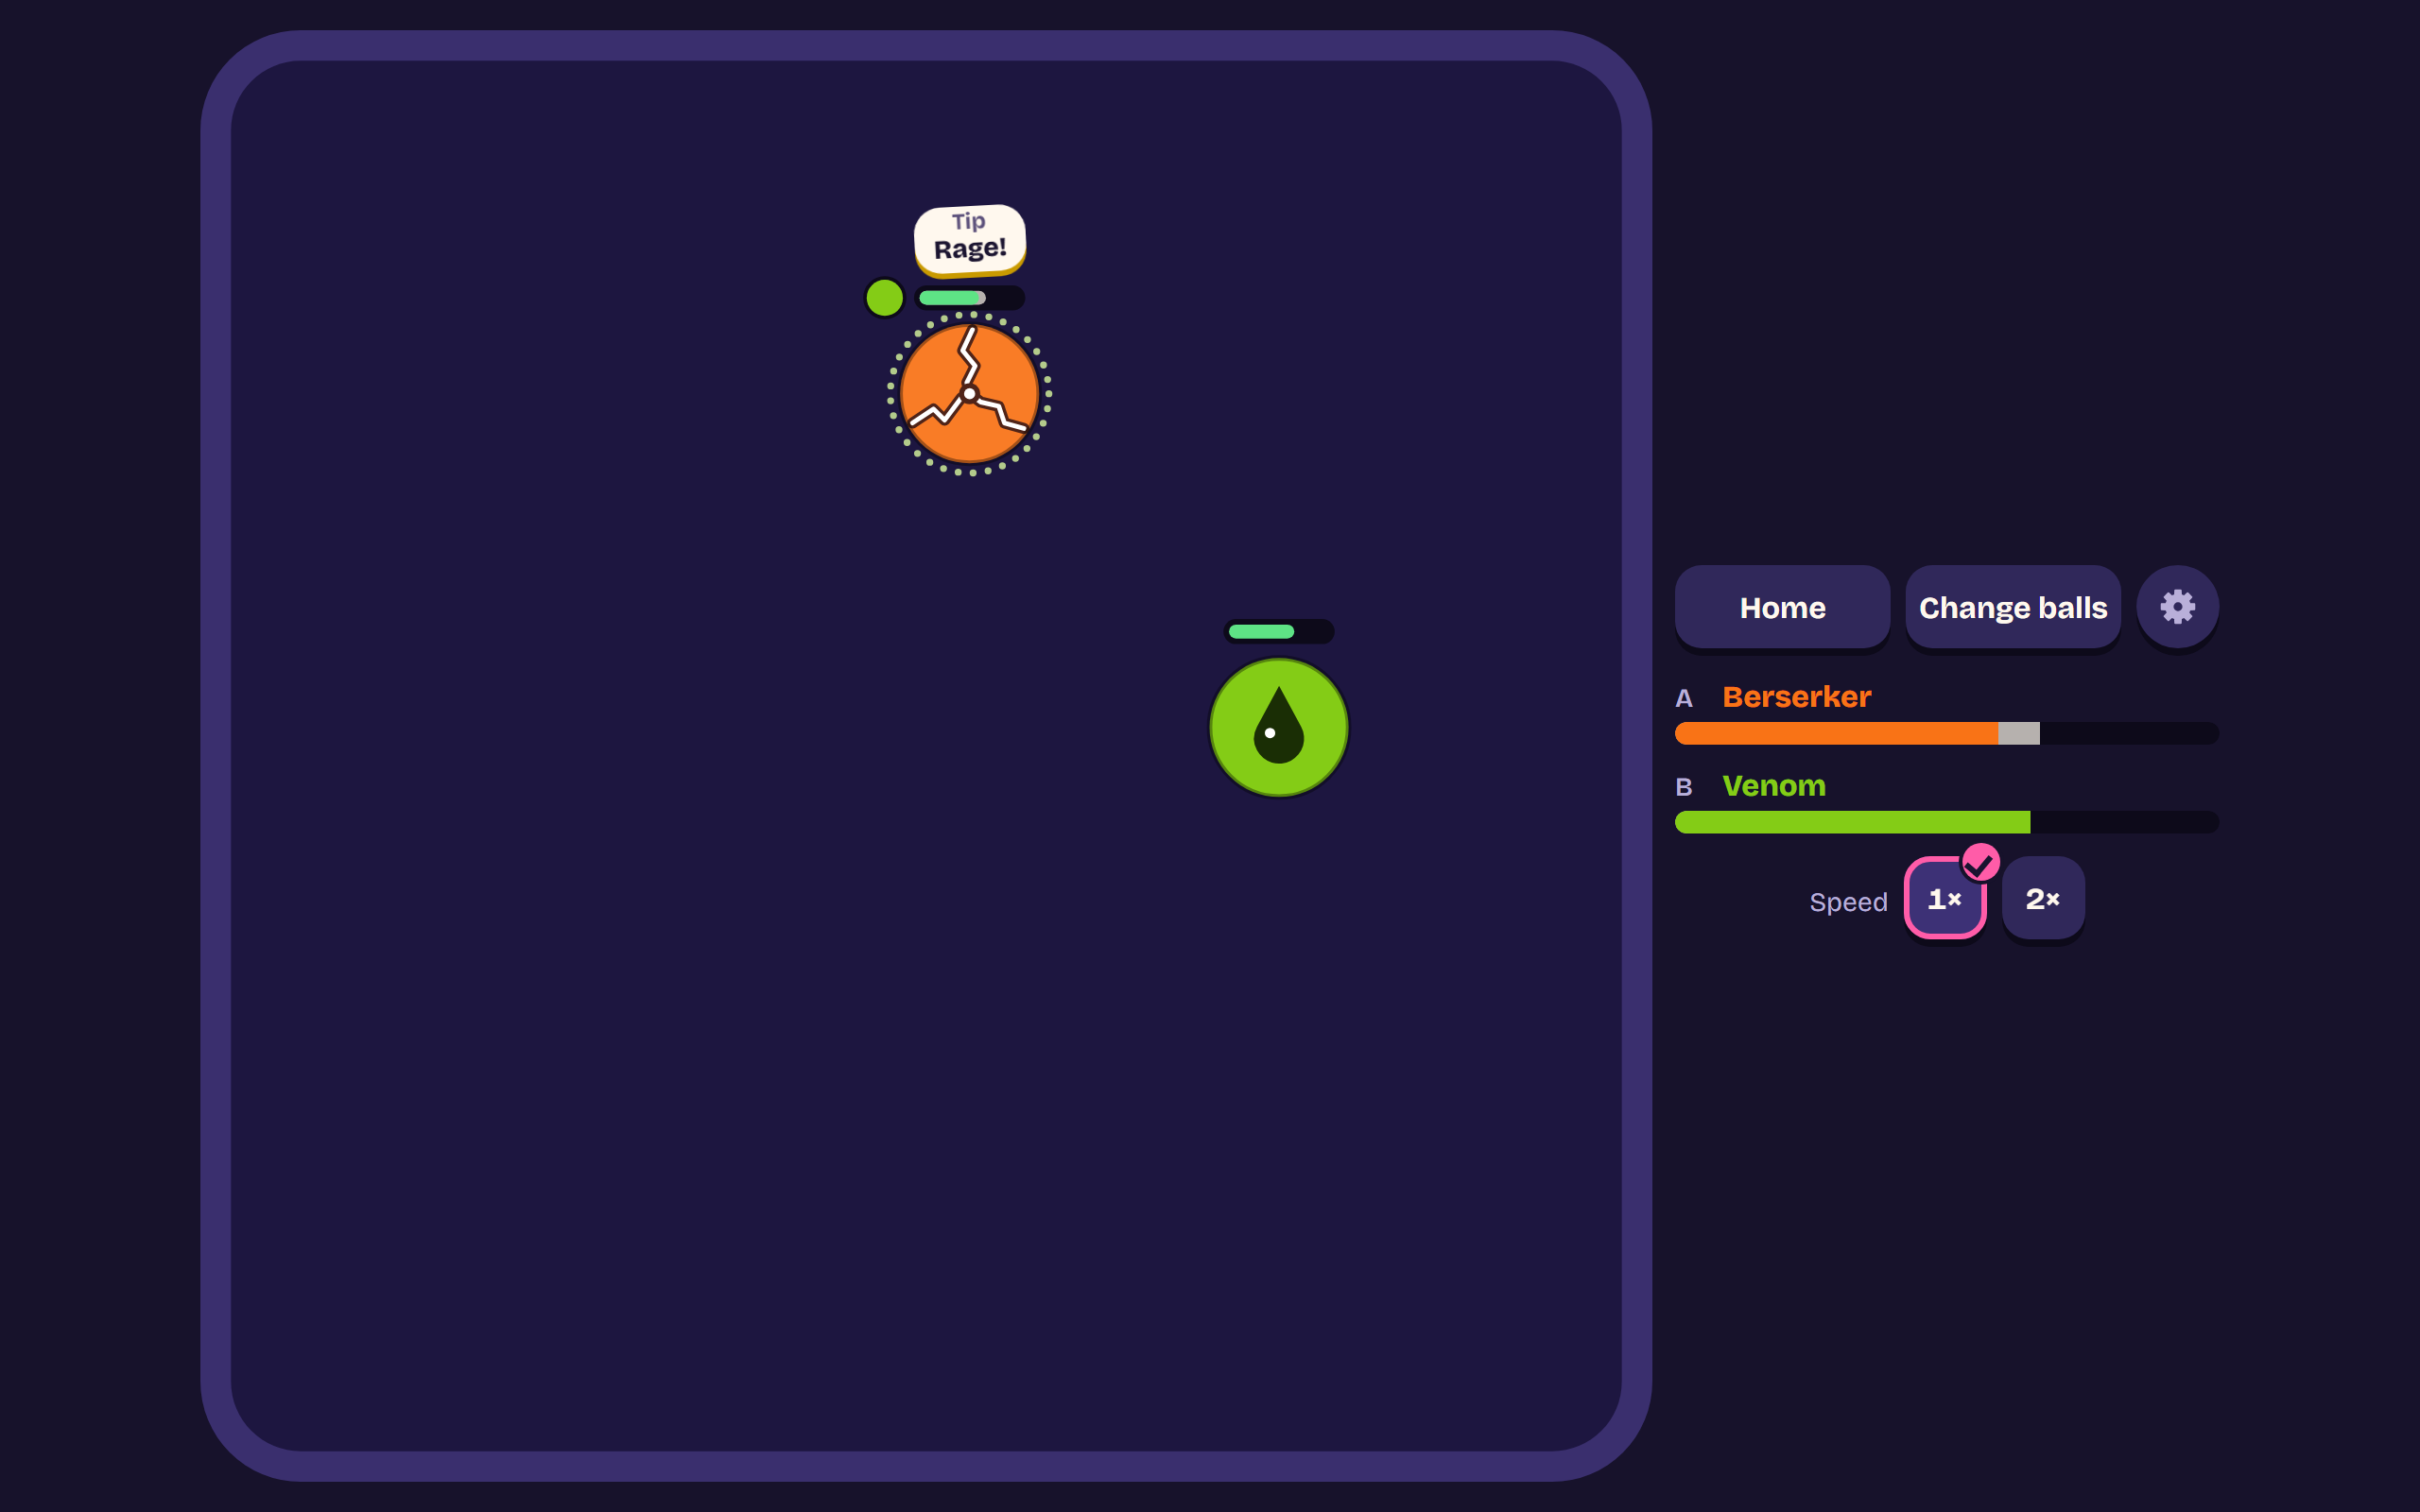 Tip
Rage!
Home
Change balls
A Berserker
B Venom
Speed
1×
2×